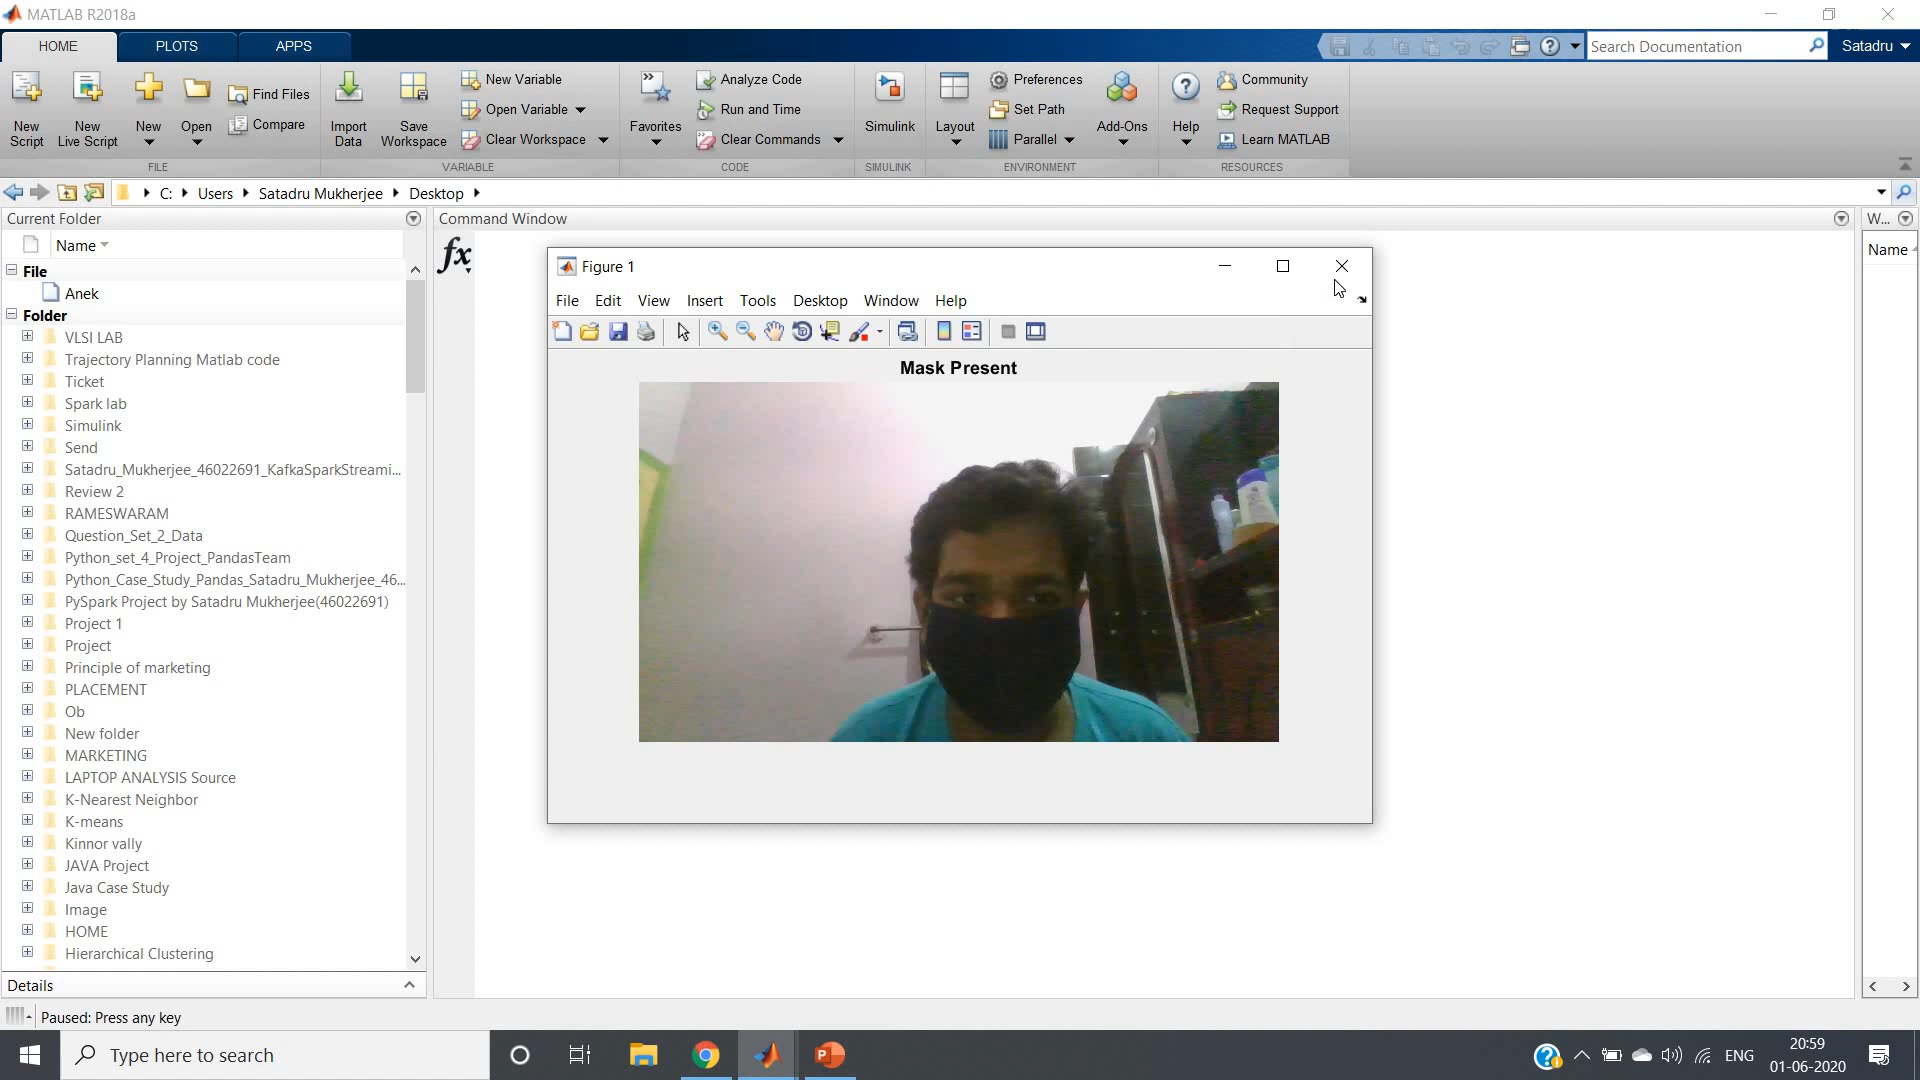 MATLAB R2018a
HOME PLOTS APPS
Search Documentation Satadru
New Script New Live Script New Open Find Files Compare
Import Data Save Workspace New Variable Open Variable Clear Workspace
Favorites Analyze Code Run and Time Clear Commands
Simulink Layout Preferences Set Path Parallel Add-Ons
Help Community Request Support Learn MATLAB
FILE VARIABLE CODE SIMULINK ENVIRONMENT RESOURCES
C: Users Satadru Mukherjee Desktop
Current Folder
Name
File
Anek
Folder
VLSI LAB
Trajectory Planning Matlab code
Ticket
Spark lab
Simulink
Send
Satadru_Mukherjee_46022691_KafkaSparkStreami...
Review 2
RAMESWARAM
Question_Set_2_Data
Python_set_4_Project_PandasTeam
Python_Case_Study_Pandas_Satadru_Mukherjee_46...
PySpark Project by Satadru Mukherjee(46022691)
Project 1
Project
Principle of marketing
PLACEMENT
Ob
New folder
MARKETING
LAPTOP ANALYSIS Source
K-Nearest Neighbor
K-means
Kinnor vally
JAVA Project
Java Case Study
Image
HOME
Hierarchical Clustering
Details
Command Window
fx
Figure 1
File Edit View Insert Tools Desktop Window Help
Mask Present
W...
Name
Paused: Press any key
Type here to search
ENG
20:59
01-06-2020